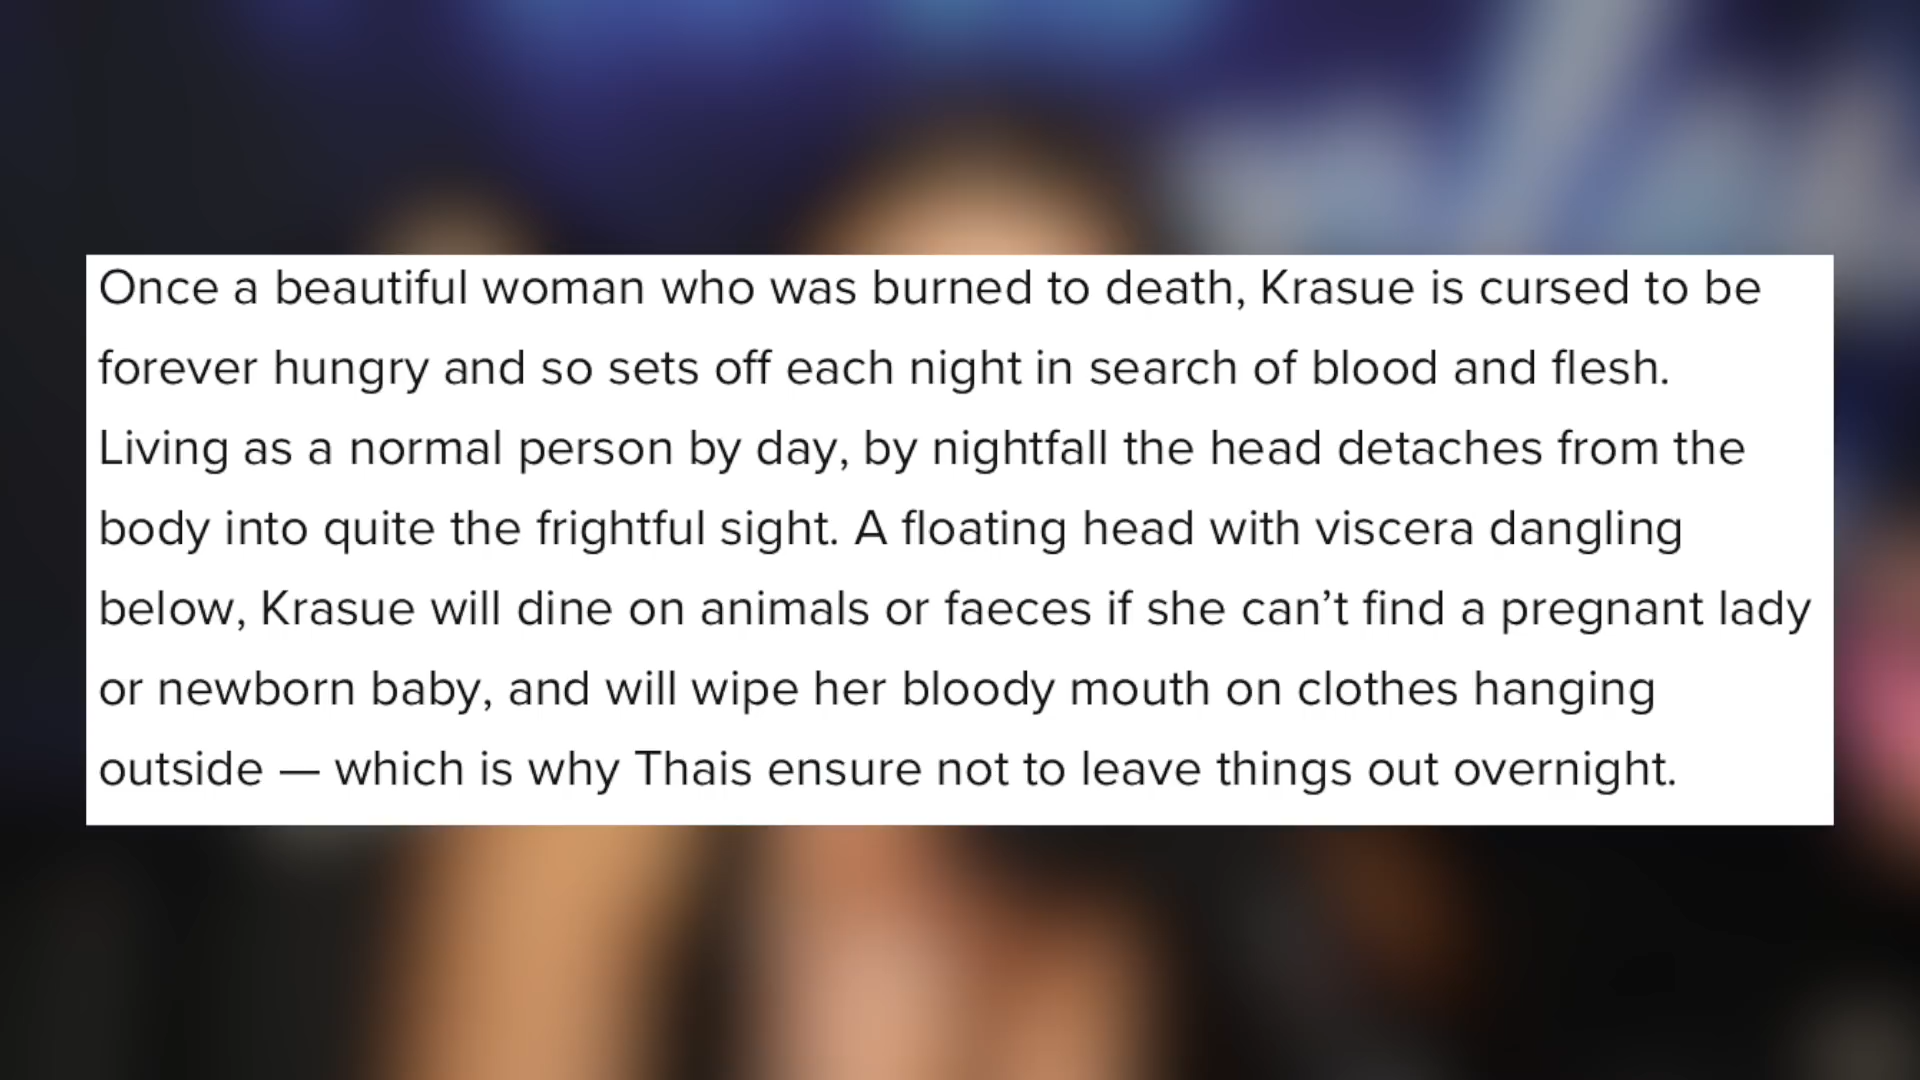 Once a beautiful woman who was burned to death, Krasue is cursed to be
forever hungry and so sets off each night in search of blood and flesh.
Living as a normal person by day, by nightfall the head detaches from the
body into quite the frightful sight. A floating head with viscera dangling
below, Krasue will dine on animals or faeces if she can’t find a pregnant lady
or newborn baby, and will wipe her bloody mouth on clothes hanging
outside — which is why Thais ensure not to leave things out overnight.